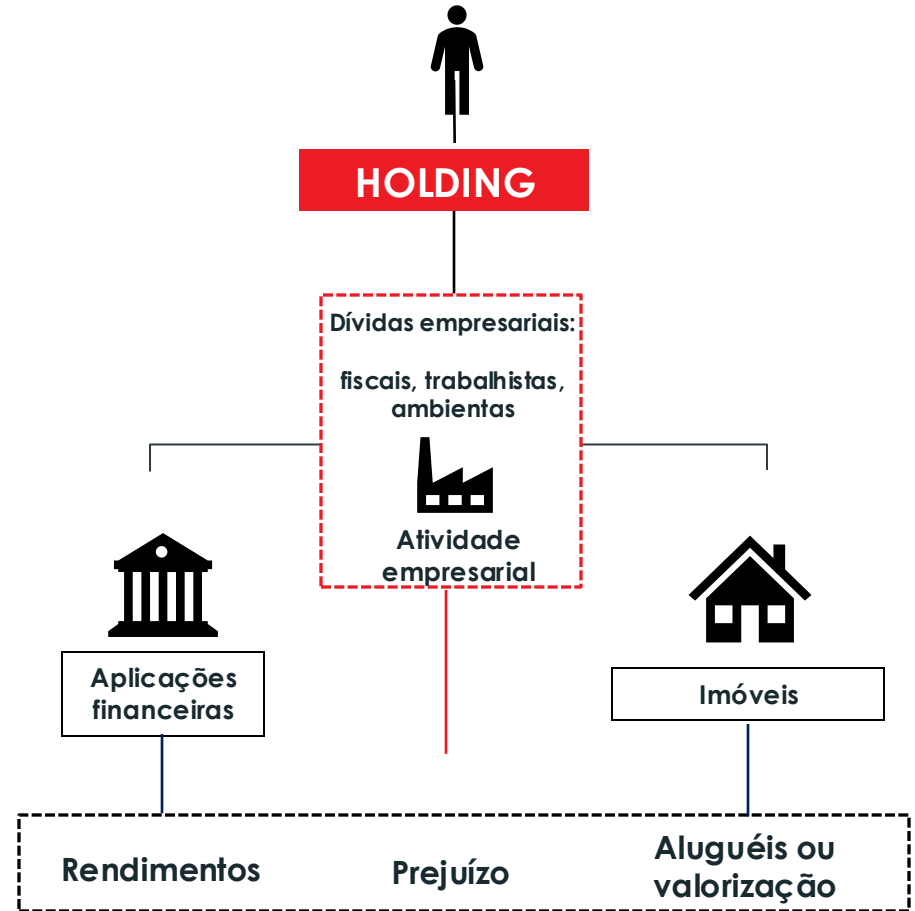 HOLDING
Dívidas empresariais:
fiscais, trabalhistas,
ambientas
Atividade
empresarial
Aplicações
financeiras
Imóveis
Rendimentos
Prejuízo
Aluguéis ou
valorização